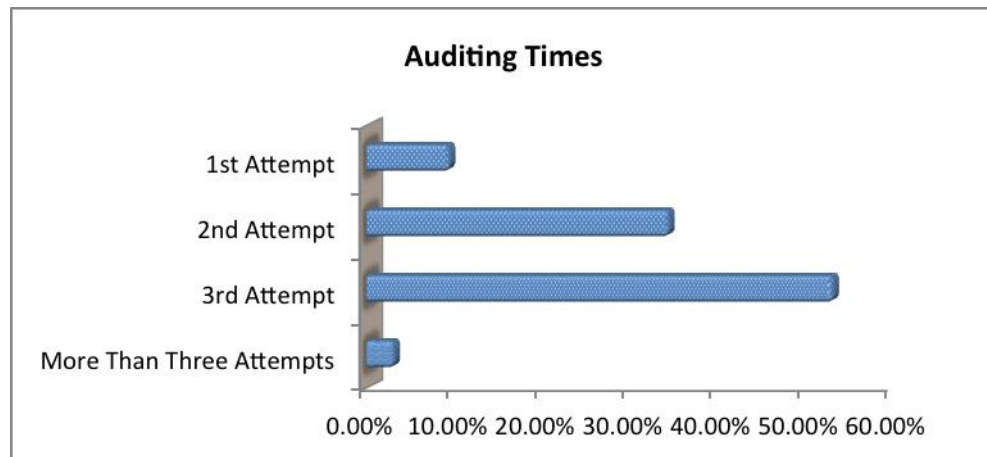 Auditing Times
1st Attempt
2nd Attempt
3rd Attempt
More Than Three Attempts
0.00% 10.00% 20.00% 30.00% 40.00% 50.00% 60.00%